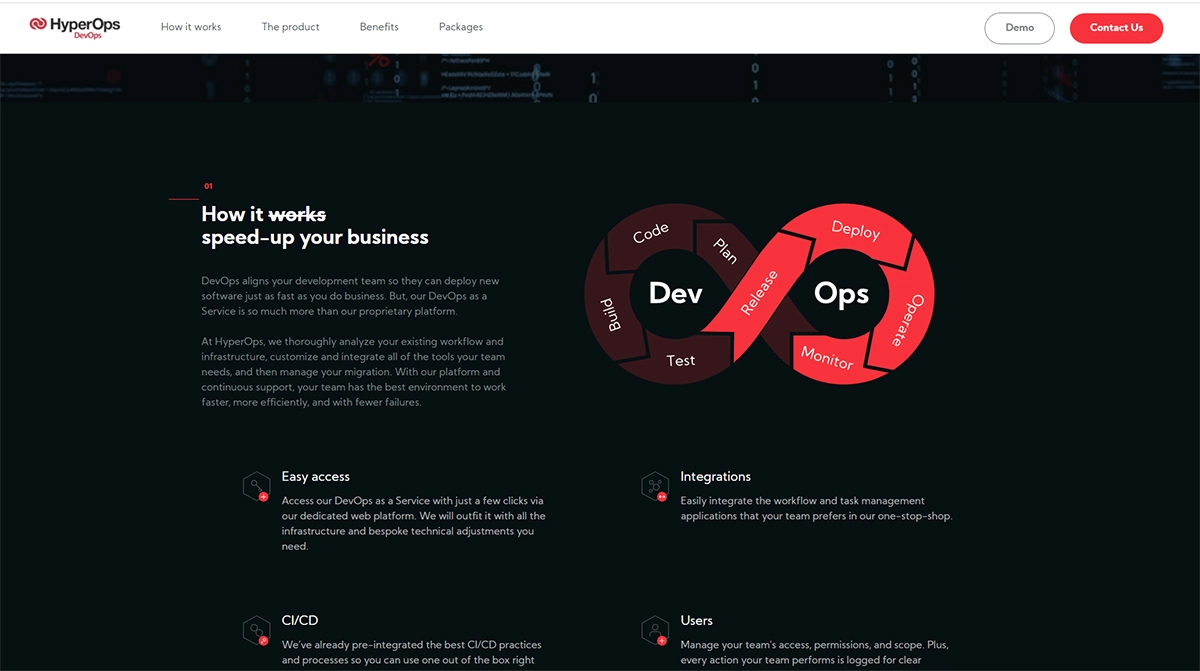 HyperOps
DevOps
How it works
The product
Benefits
Packages
Demo
Contact Us
01
How it works
speed-up your business
DevOps aligns your development team so they can deploy new
software just as fast as you do business. But, our DevOps as a
Service is so much more than our proprietary platform.
At HyperOps, we thoroughly analyze your existing workflow and
infrastructure, customize and integrate all of the tools your team
needs, and then manage your migration. With our platform and
continuous support, your team has the best environment to work
faster, more efficiently, and with fewer failures.
Code
Plan
Build
Dev
Test
Release
Deploy
Ops
Operate
Monitor
Easy access
Access our DevOps as a Service with just a few clicks via
our dedicated web platform. We will outfit it with all the
infrastructure and bespoke technical adjustments you
need.
Integrations
Easily integrate the workflow and task management
applications that your team prefers in our one-stop-shop.
CI/CD
We've already pre-integrated the best CI/CD practices
and processes so you can use one out of the box right
Users
Manage your team's access, permissions, and scope. Plus,
every action your team performs is logged for clear